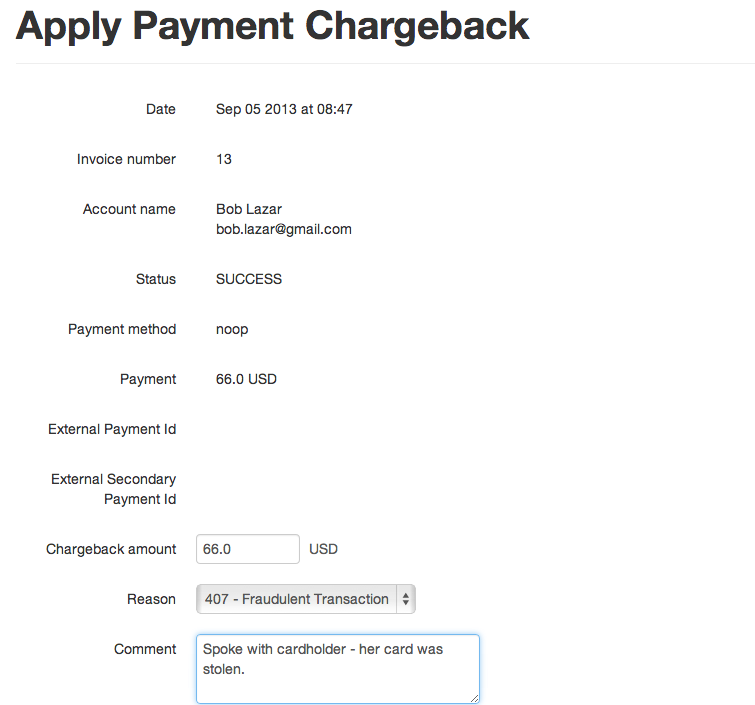 Apply Payment Chargeback
Date Sep 05 2013 at 08:47
Invoice number 13
Account name Bob Lazar
bob.lazar@gmail.com
Status SUCCESS
Payment method noop
Payment 66.0 USD
External Payment Id
External Secondary
Payment Id
Chargeback amount 66.0 USD
Reason 407 - Fraudulent Transaction
Comment Spoke with cardholder - her card was
stolen.